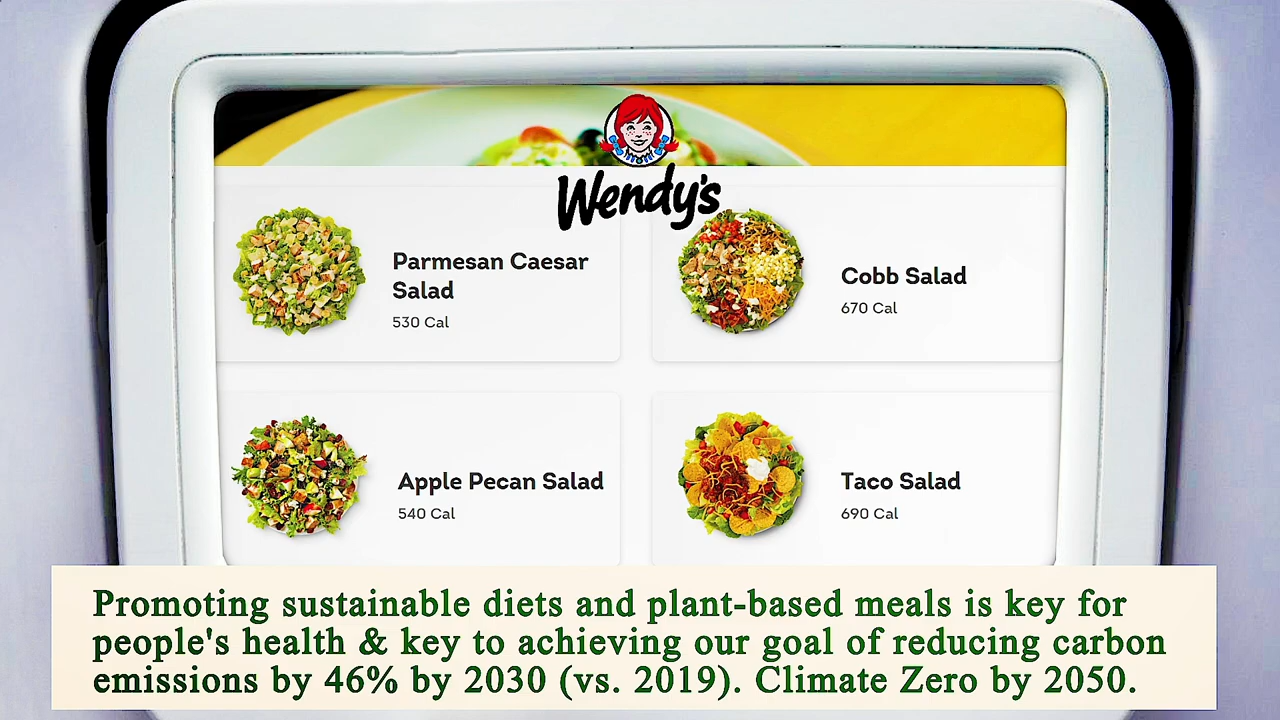 Wendy's
Parmesan Caesar
Salad
530 Cal
Cobb Salad
670 Cal
Apple Pecan Salad
540 Cal
Taco Salad
690 Cal
Promoting sustainable diets and plant-based meals is key for
people's health & key to achieving our goal of reducing carbon
emissions by 46% by 2030 (vs. 2019). Climate Zero by 2050.